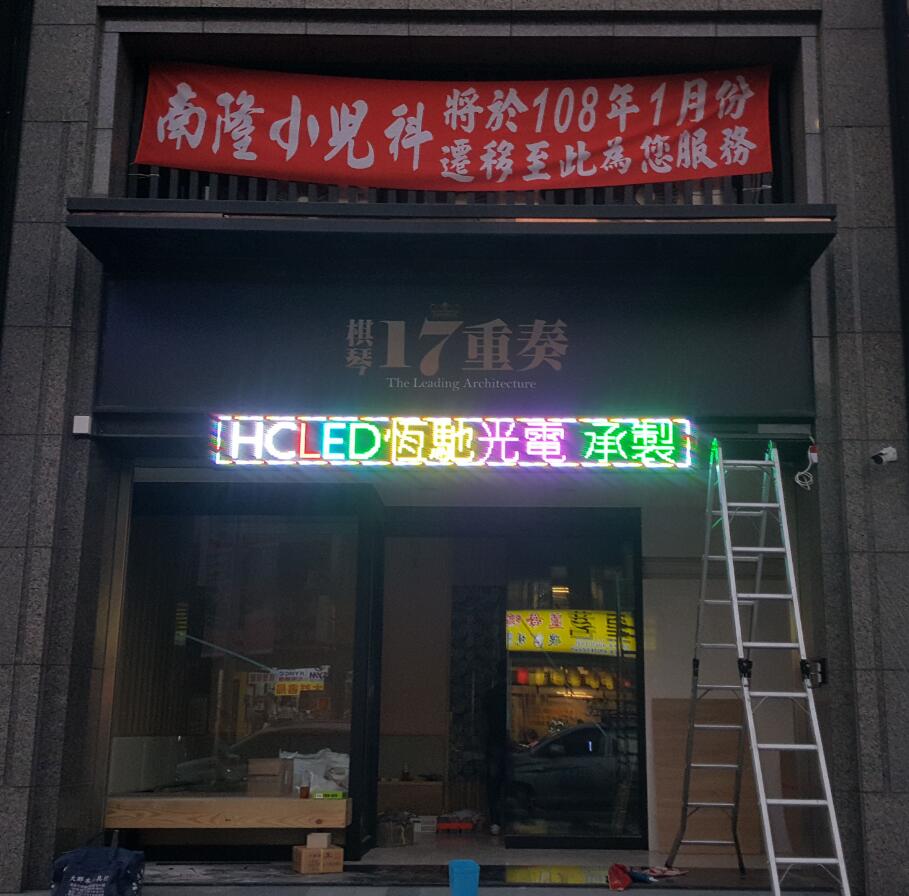 南隆小児科
將於108年1月份
遷移至此為您服務
棋琴17重奏
The Leading Architecture
HCLED恆馳光電 承製